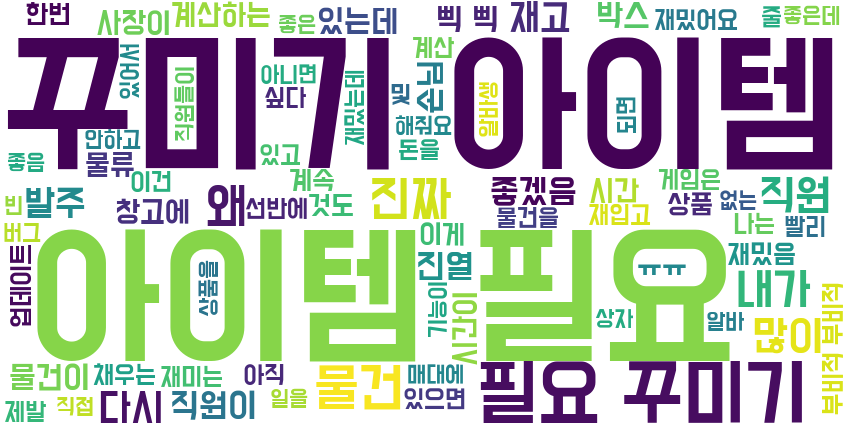 한번 사장이 계산하는 좋은 있는데 삑 삑 재고 박스 재밌어요 줄 좋은데
꾸미기 아이템
있어서 직원들이 아니면 싶다 재밌는데 계산 및 손님 해줘요 돈을 알바생 되면
좋음 안하고 물류 있고
이건 계속 진짜 좋겠음 시간 게임은 직원
빈 발주 창고에 왜 선반에 것도 물건을 재입고 상품 없는 나는 빨리
버그 이게
아이템 필요
업데이트 상품을 진열 기능이 시간이 ㅠㅠ 재밌음 내가
상자 알바 많이 부비적 부비적
물건이 채우는 재미는 아직 물건 매대에 필요 꾸미기
제발 직접 다시 직원이 일을 있으면